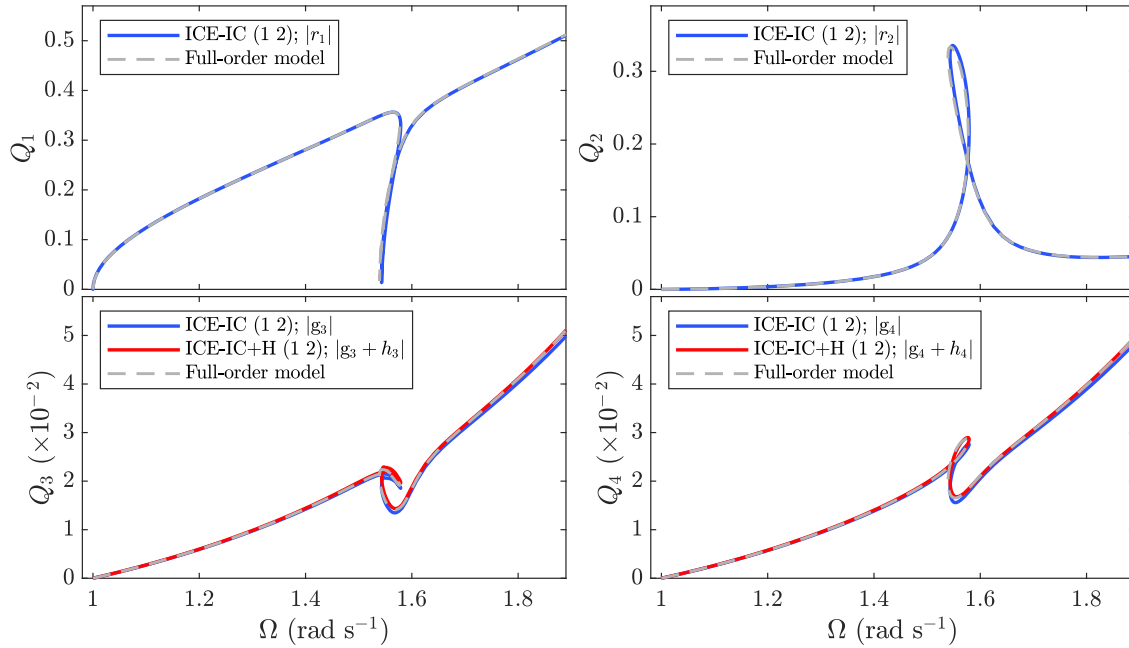 ICE-IC (1 2); |r₁|
Full-order model
0.5
0.4
0.3
0.2
0.1
0
Q₁
ICE-IC (1 2); |r₂|
Full-order model
0.3
0.2
0.1
0
Q₂
ICE-IC (1 2); |g₃|
ICE-IC+H (1 2); |g₃ + h₃|
Full-order model
5
4
3
2
1
0
Q₃ (×10⁻²)
1
1.2
1.4
1.6
1.8
Ω (rad s⁻¹)
ICE-IC (1 2); |g₄|
ICE-IC+H (1 2); |g₄ + h₄|
Full-order model
5
4
3
2
1
0
Q₄ (×10⁻²)
1
1.2
1.4
1.6
1.8
Ω (rad s⁻¹)